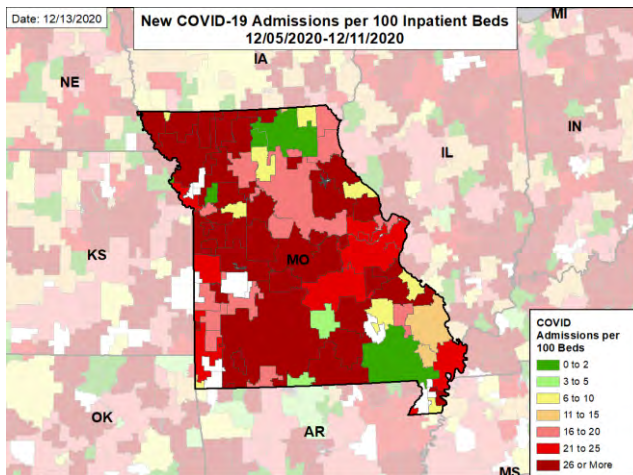 Date: 12/13/2020
New COVID-19 Admissions per 100 Inpatient Beds
12/05/2020-12/11/2020
MI
IA
NE
IN
IL
KS
MO
OK
AR
MS
COVID
Admissions per
100 Beds
0 to 2
3 to 5
6 to 10
11 to 15
16 to 20
21 to 25
26 or More